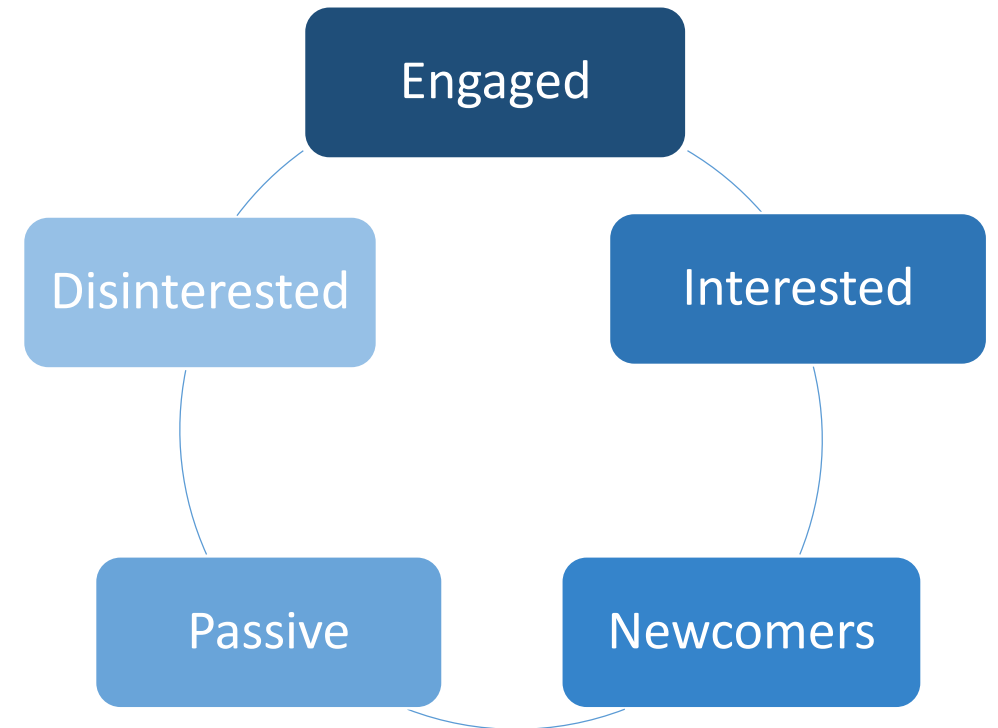 Engaged
Interested
Newcomers
Passive
Disinterested